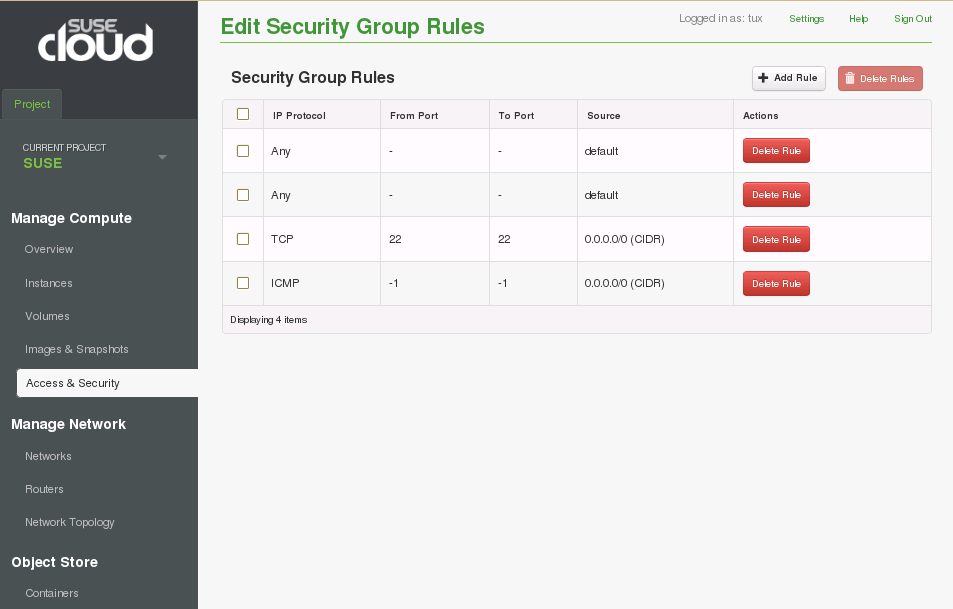 SUSE
cloud
Project
CURRENT PROJECT
SUSE
Manage Compute
Overview
Instances
Volumes
Images & Snapshots
Access & Security
Manage Network
Networks
Routers
Network Topology
Object Store
Containers
Edit Security Group Rules
Logged in as: tux Settings Help Sign Out
Security Group Rules
Add Rule Delete Rules
IP Protocol From Port To Port Source Actions
Any - - default Delete Rule
Any - - default Delete Rule
TCP 22 22 0.0.0.0/0 (CIDR) Delete Rule
ICMP -1 -1 0.0.0.0/0 (CIDR) Delete Rule
Displaying 4 items